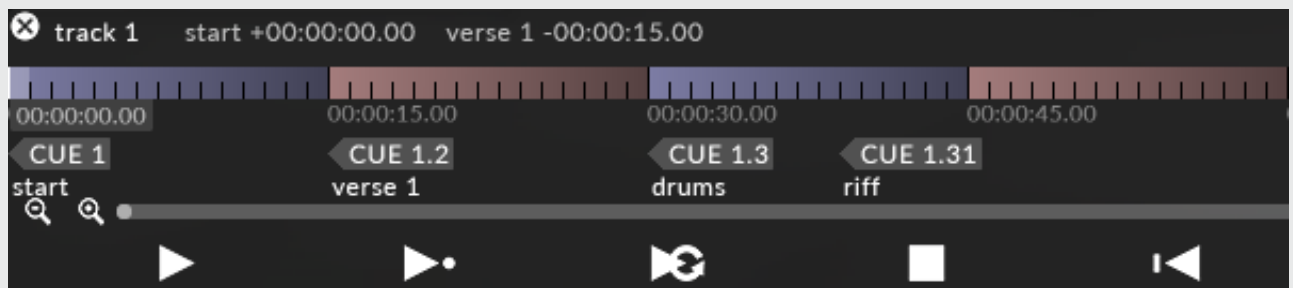 track 1 start +00:00:00.00 verse 1 -00:00:15.00
00:00:00.00 00:00:15.00 00:00:30.00 00:00:45.00
CUE 1 CUE 1.2 CUE 1.3 CUE 1.31
start verse 1 drums riff